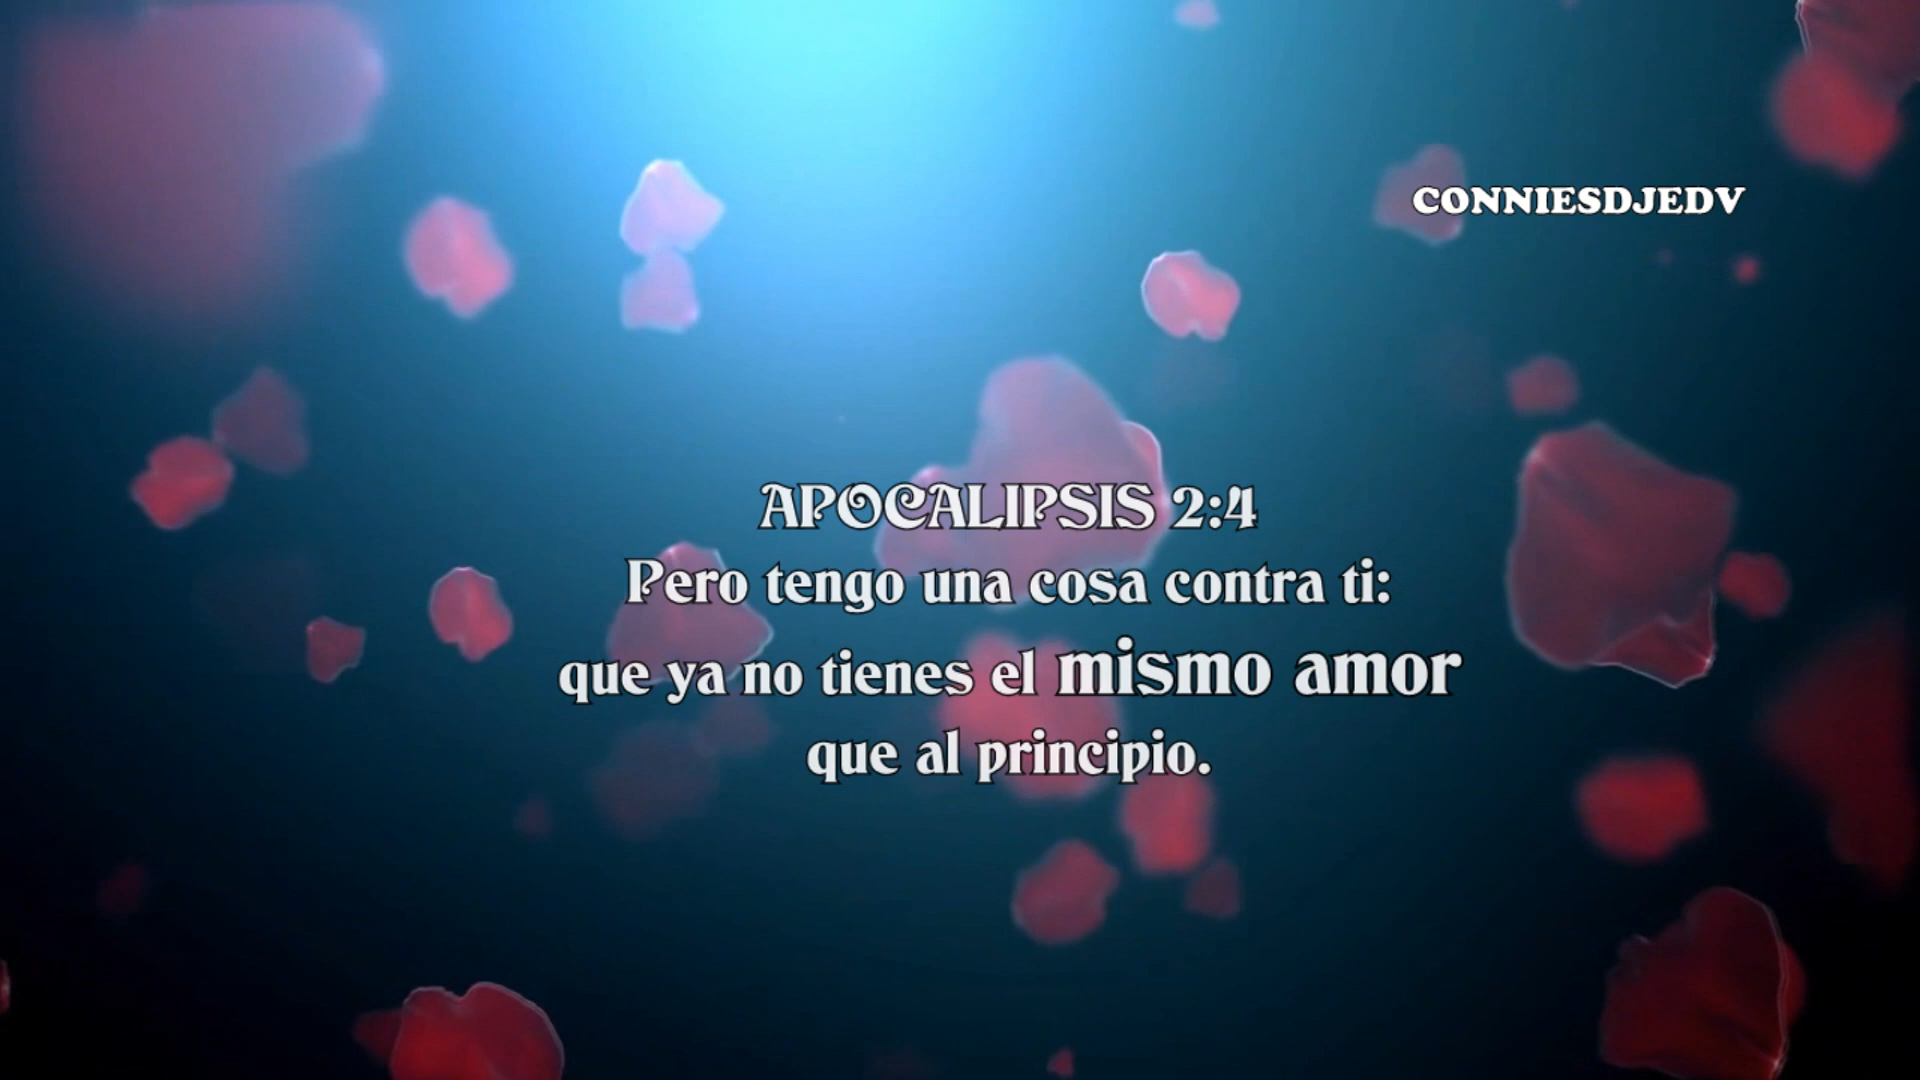 CONNIESDJEDV
APOCALIPSIS 2:4
Pero tengo una cosa contra ti:
que ya no tienes el mismo amor
que al principio.